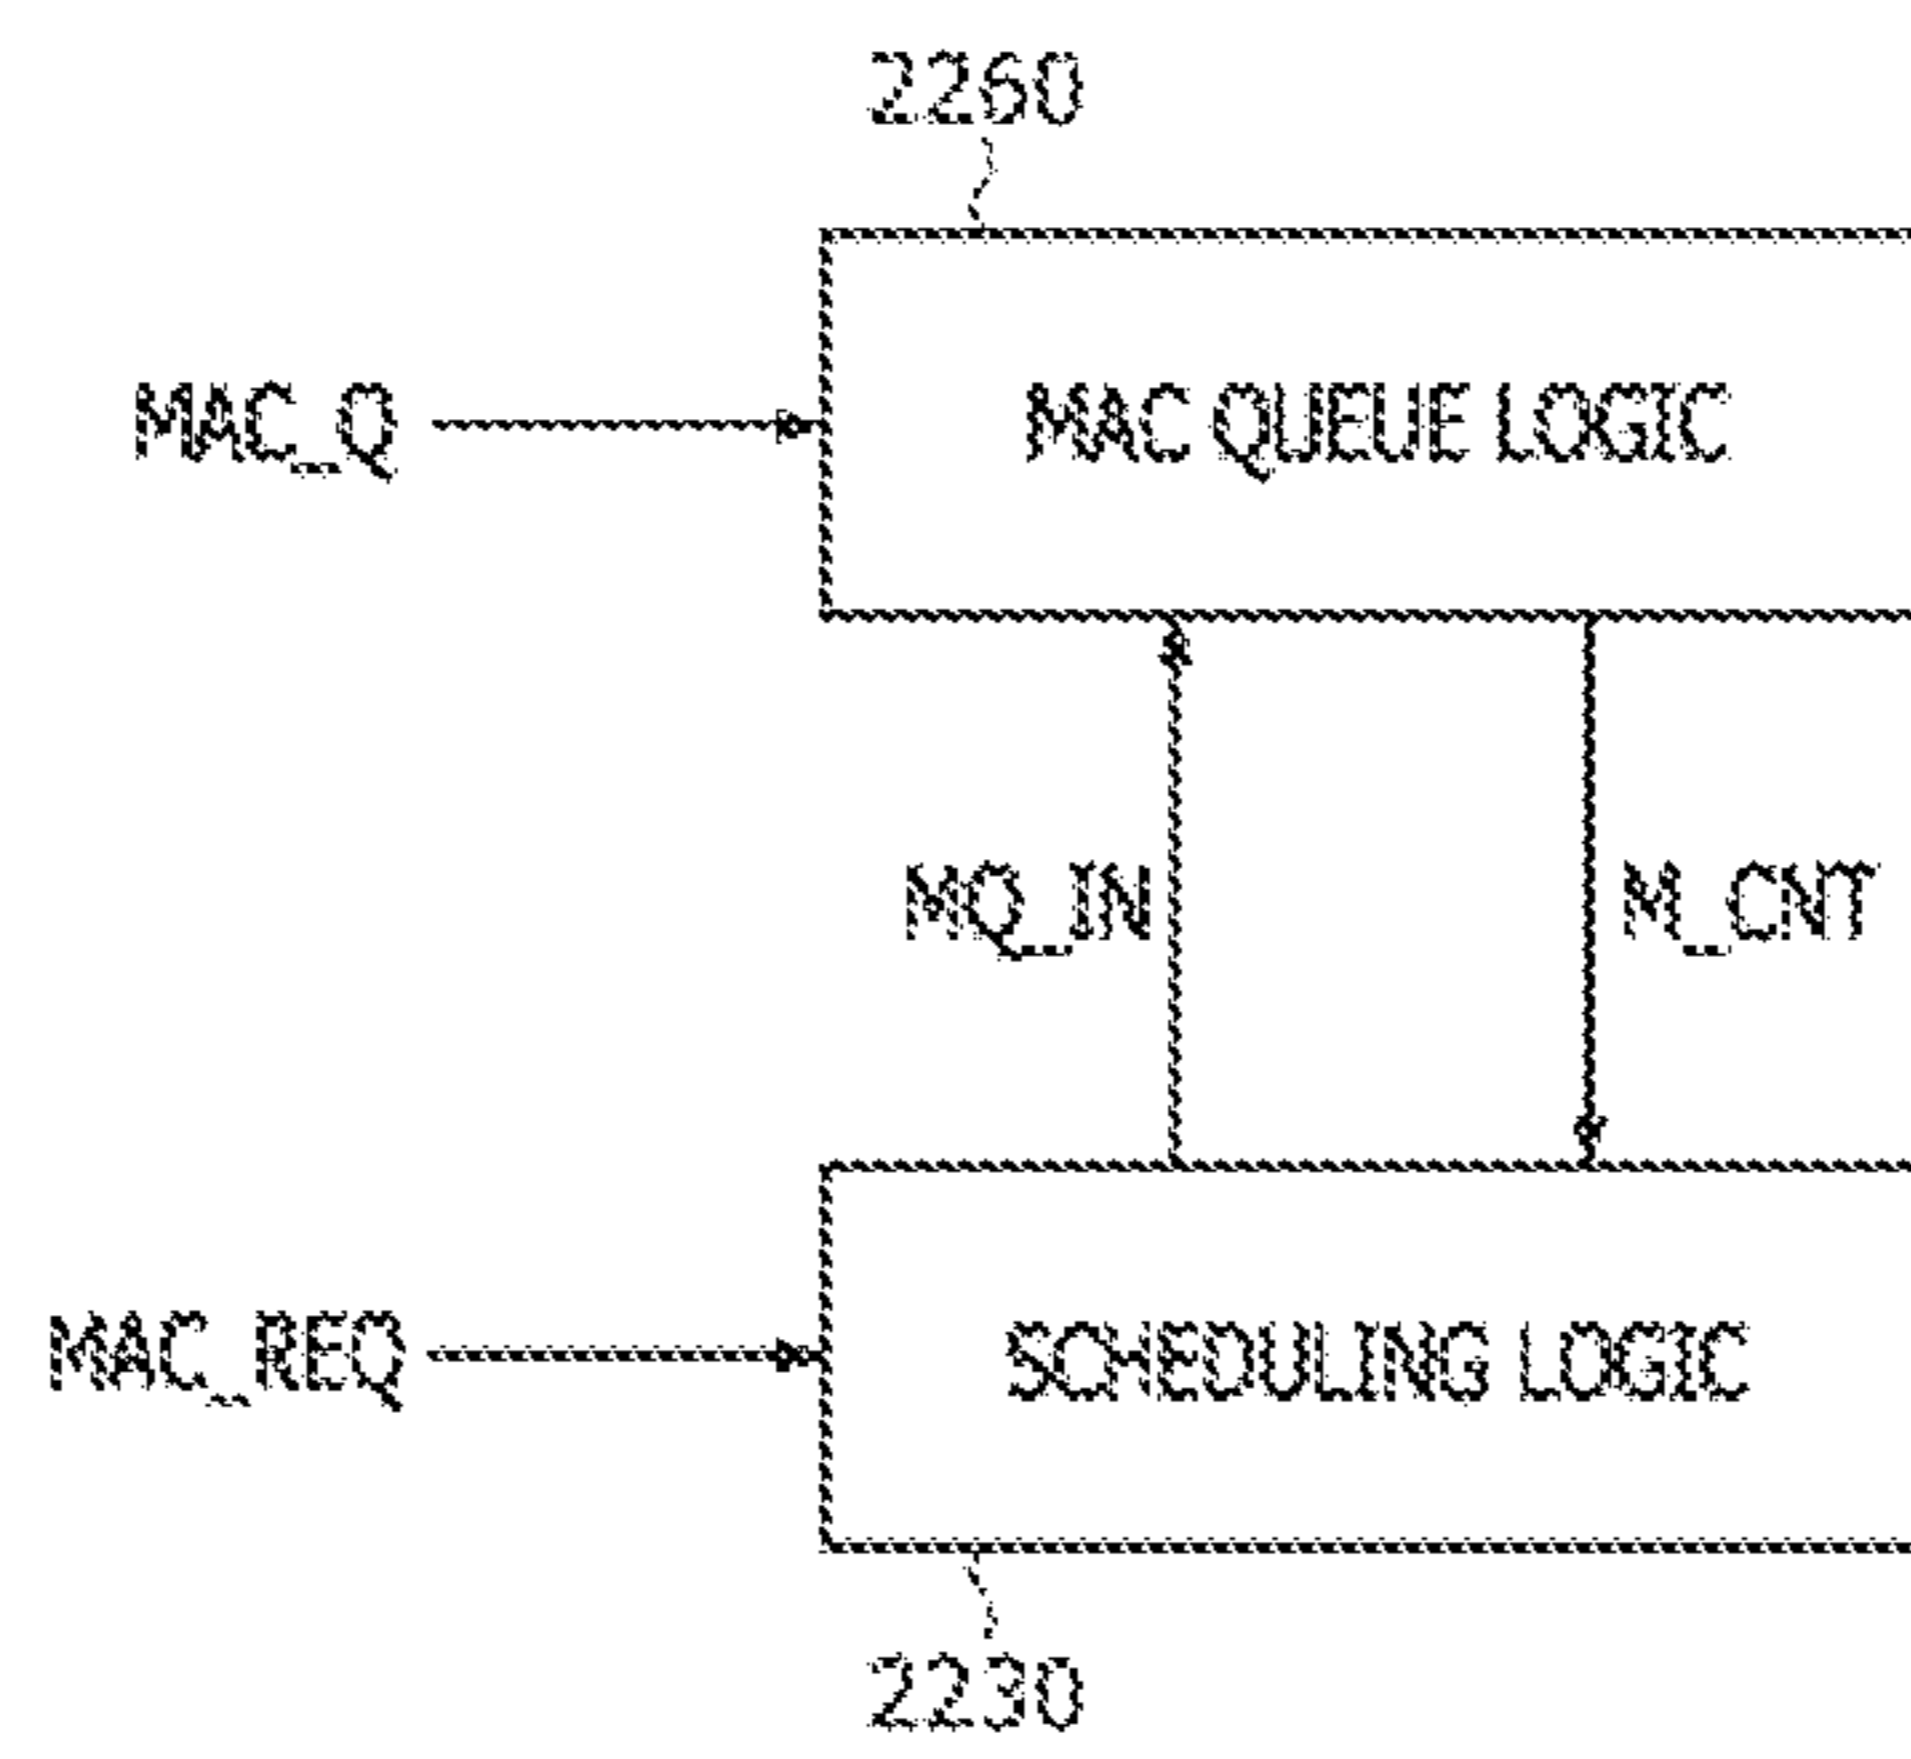 2260
MAC_Q
MAC QUEUE LOGIC
MQ_IN
M_CNT
MAC_REQ
SCHEDULING LOGIC
2230